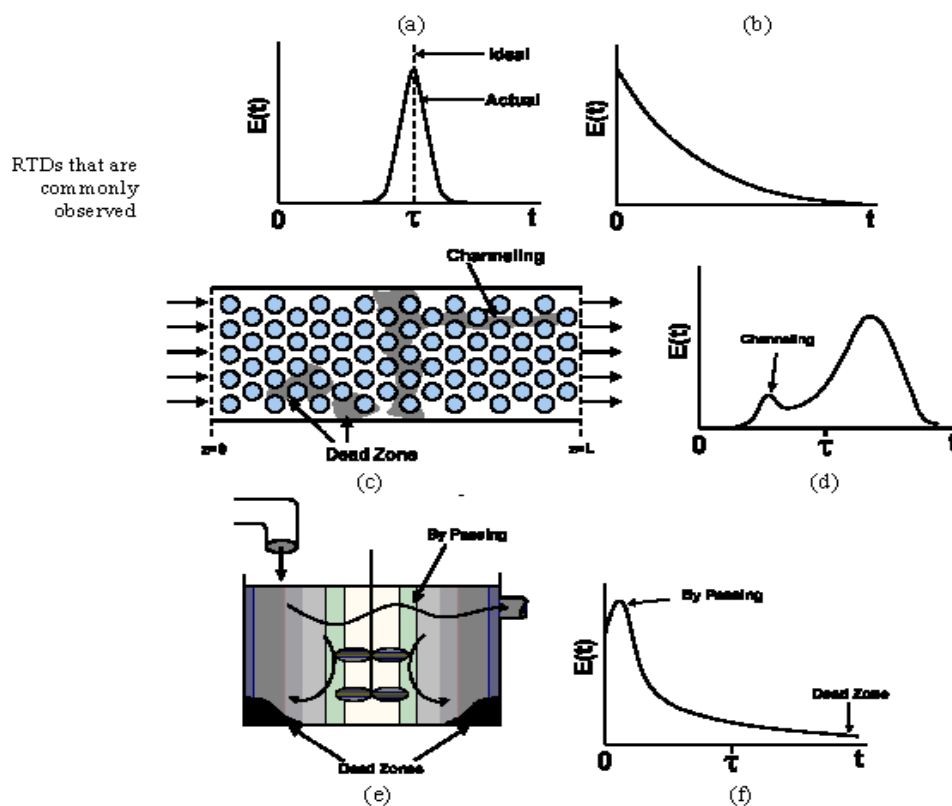 (a)
(b)
Ideal
Actual
E(t)
0
τ
t
E(t)
0
t
RTDs that are
commonly
observed
Channeling
Dead Zone
z=0
z=L
(c)
Channeling
E(t)
0
τ
t
(d)
By Passing
Dead Zones
(e)
By Passing
Dead Zone
E(t)
0
τ
t
(f)